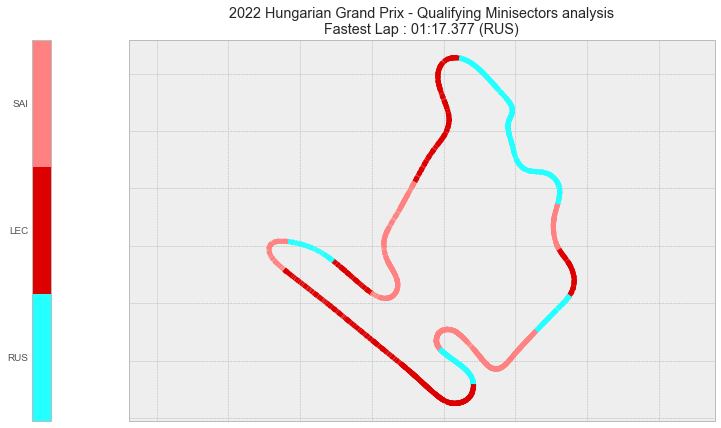 2022 Hungarian Grand Prix - Qualifying Minisectors analysis
Fastest Lap : 01:17.377 (RUS)
SAI
LEC
RUS